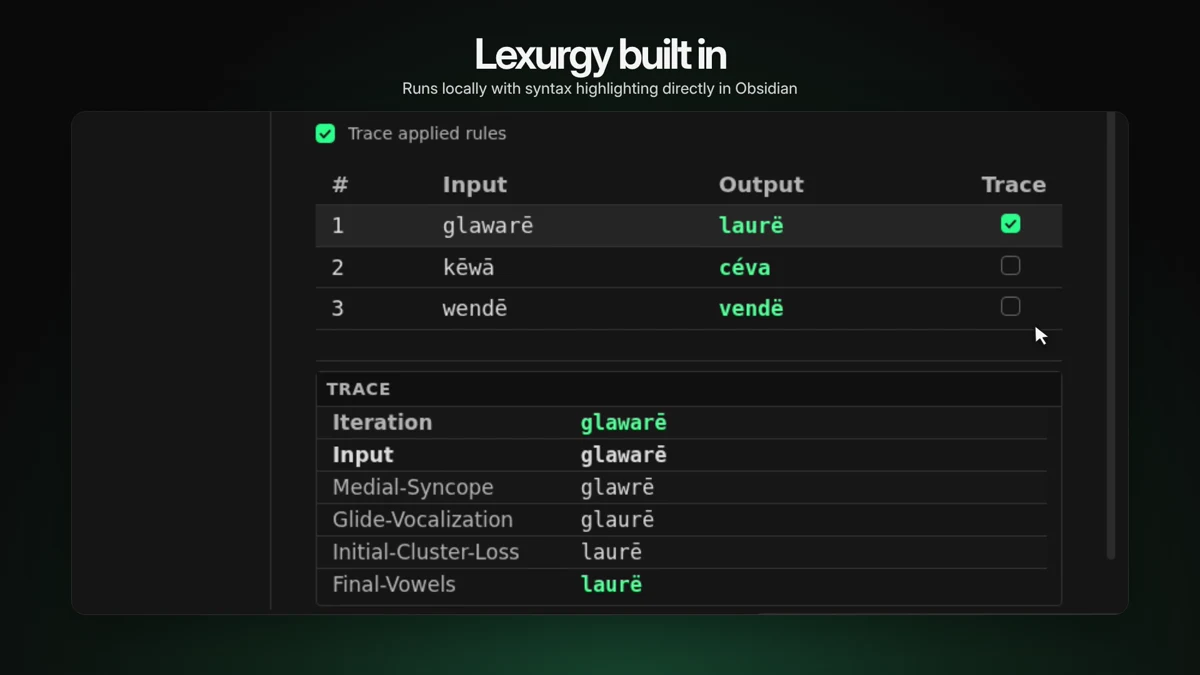 Lexurgy built in
Runs locally with syntax highlighting directly in Obsidian
Trace applied rules
# Input Output Trace
1 glawarē laurë
2 kēwā céva
3 wendē vendë
TRACE
Iteration glawarē
Input glawarē
Medial-Syncope glawrē
Glide-Vocalization glaurē
Initial-Cluster-Loss laurē
Final-Vowels laurë